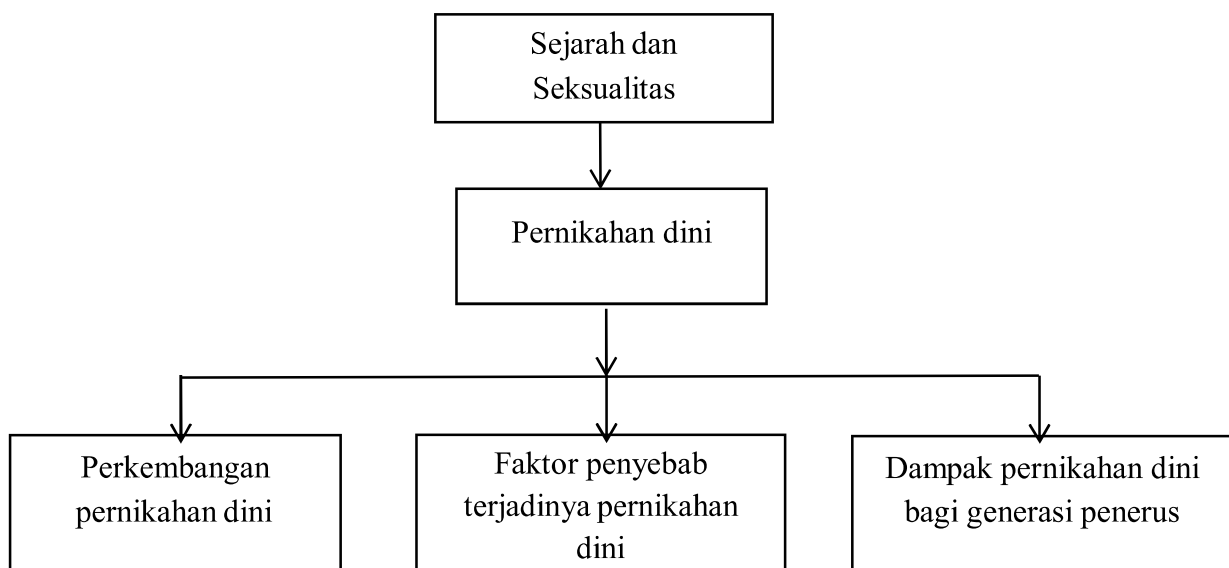 Sejarah dan
Seksualitas
Pernikahan dini
Perkembangan
pernikahan dini
Faktor penyebab
terjadinya pernikahan
dini
Dampak pernikahan dini
bagi generasi penerus